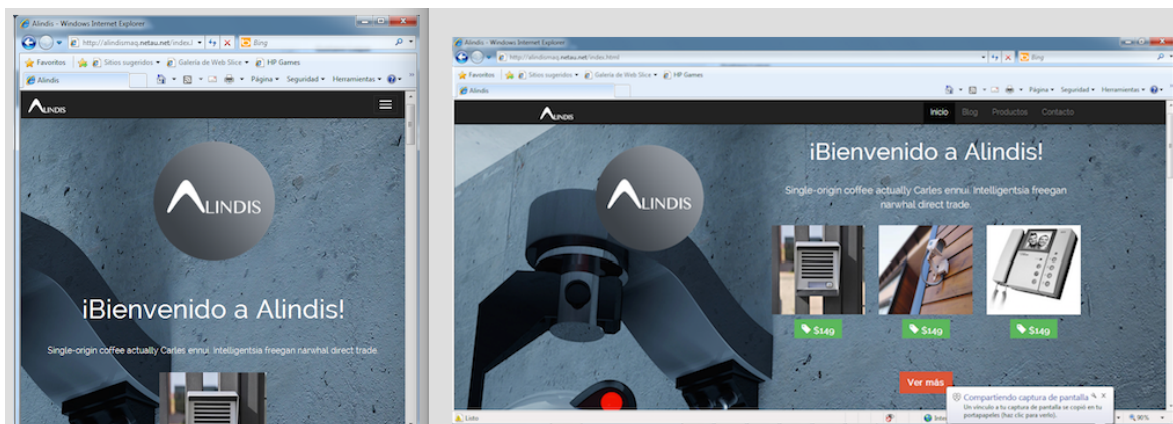 Alindis - Windows Internet Explorer
http://alindismaq.netau.net/index.i
Bing
Favoritos
Sitios sugeridos
Galería de Web Slice
HP Games
Alindis
Página
Seguridad
Herramientas
ALINDIS
ALINDIS
¡Bienvenido a Alindis!
Single-origin coffee actually Carles ennui. Intelligentsia freegan narwhal direct trade.
Alindis - Windows Internet Explorer
http://alindismaq.netau.net/index.html
Bing
Favoritos
Sitios sugeridos
Galería de Web Slice
HP Games
Alindis
Página
Seguridad
Herramientas
ALINDIS
Inicio
Blog
Productos
Contacto
ALINDIS
¡Bienvenido a Alindis!
Single-origin coffee actually Carles ennui. Intelligentsia freegan
narwhal direct trade.
$149
$149
$149
Ver más
Compartiendo captura de pantalla
Un vínculo a tu captura de pantalla se copió en tu
portapapeles (haz clic para verlo).
Listo
90%